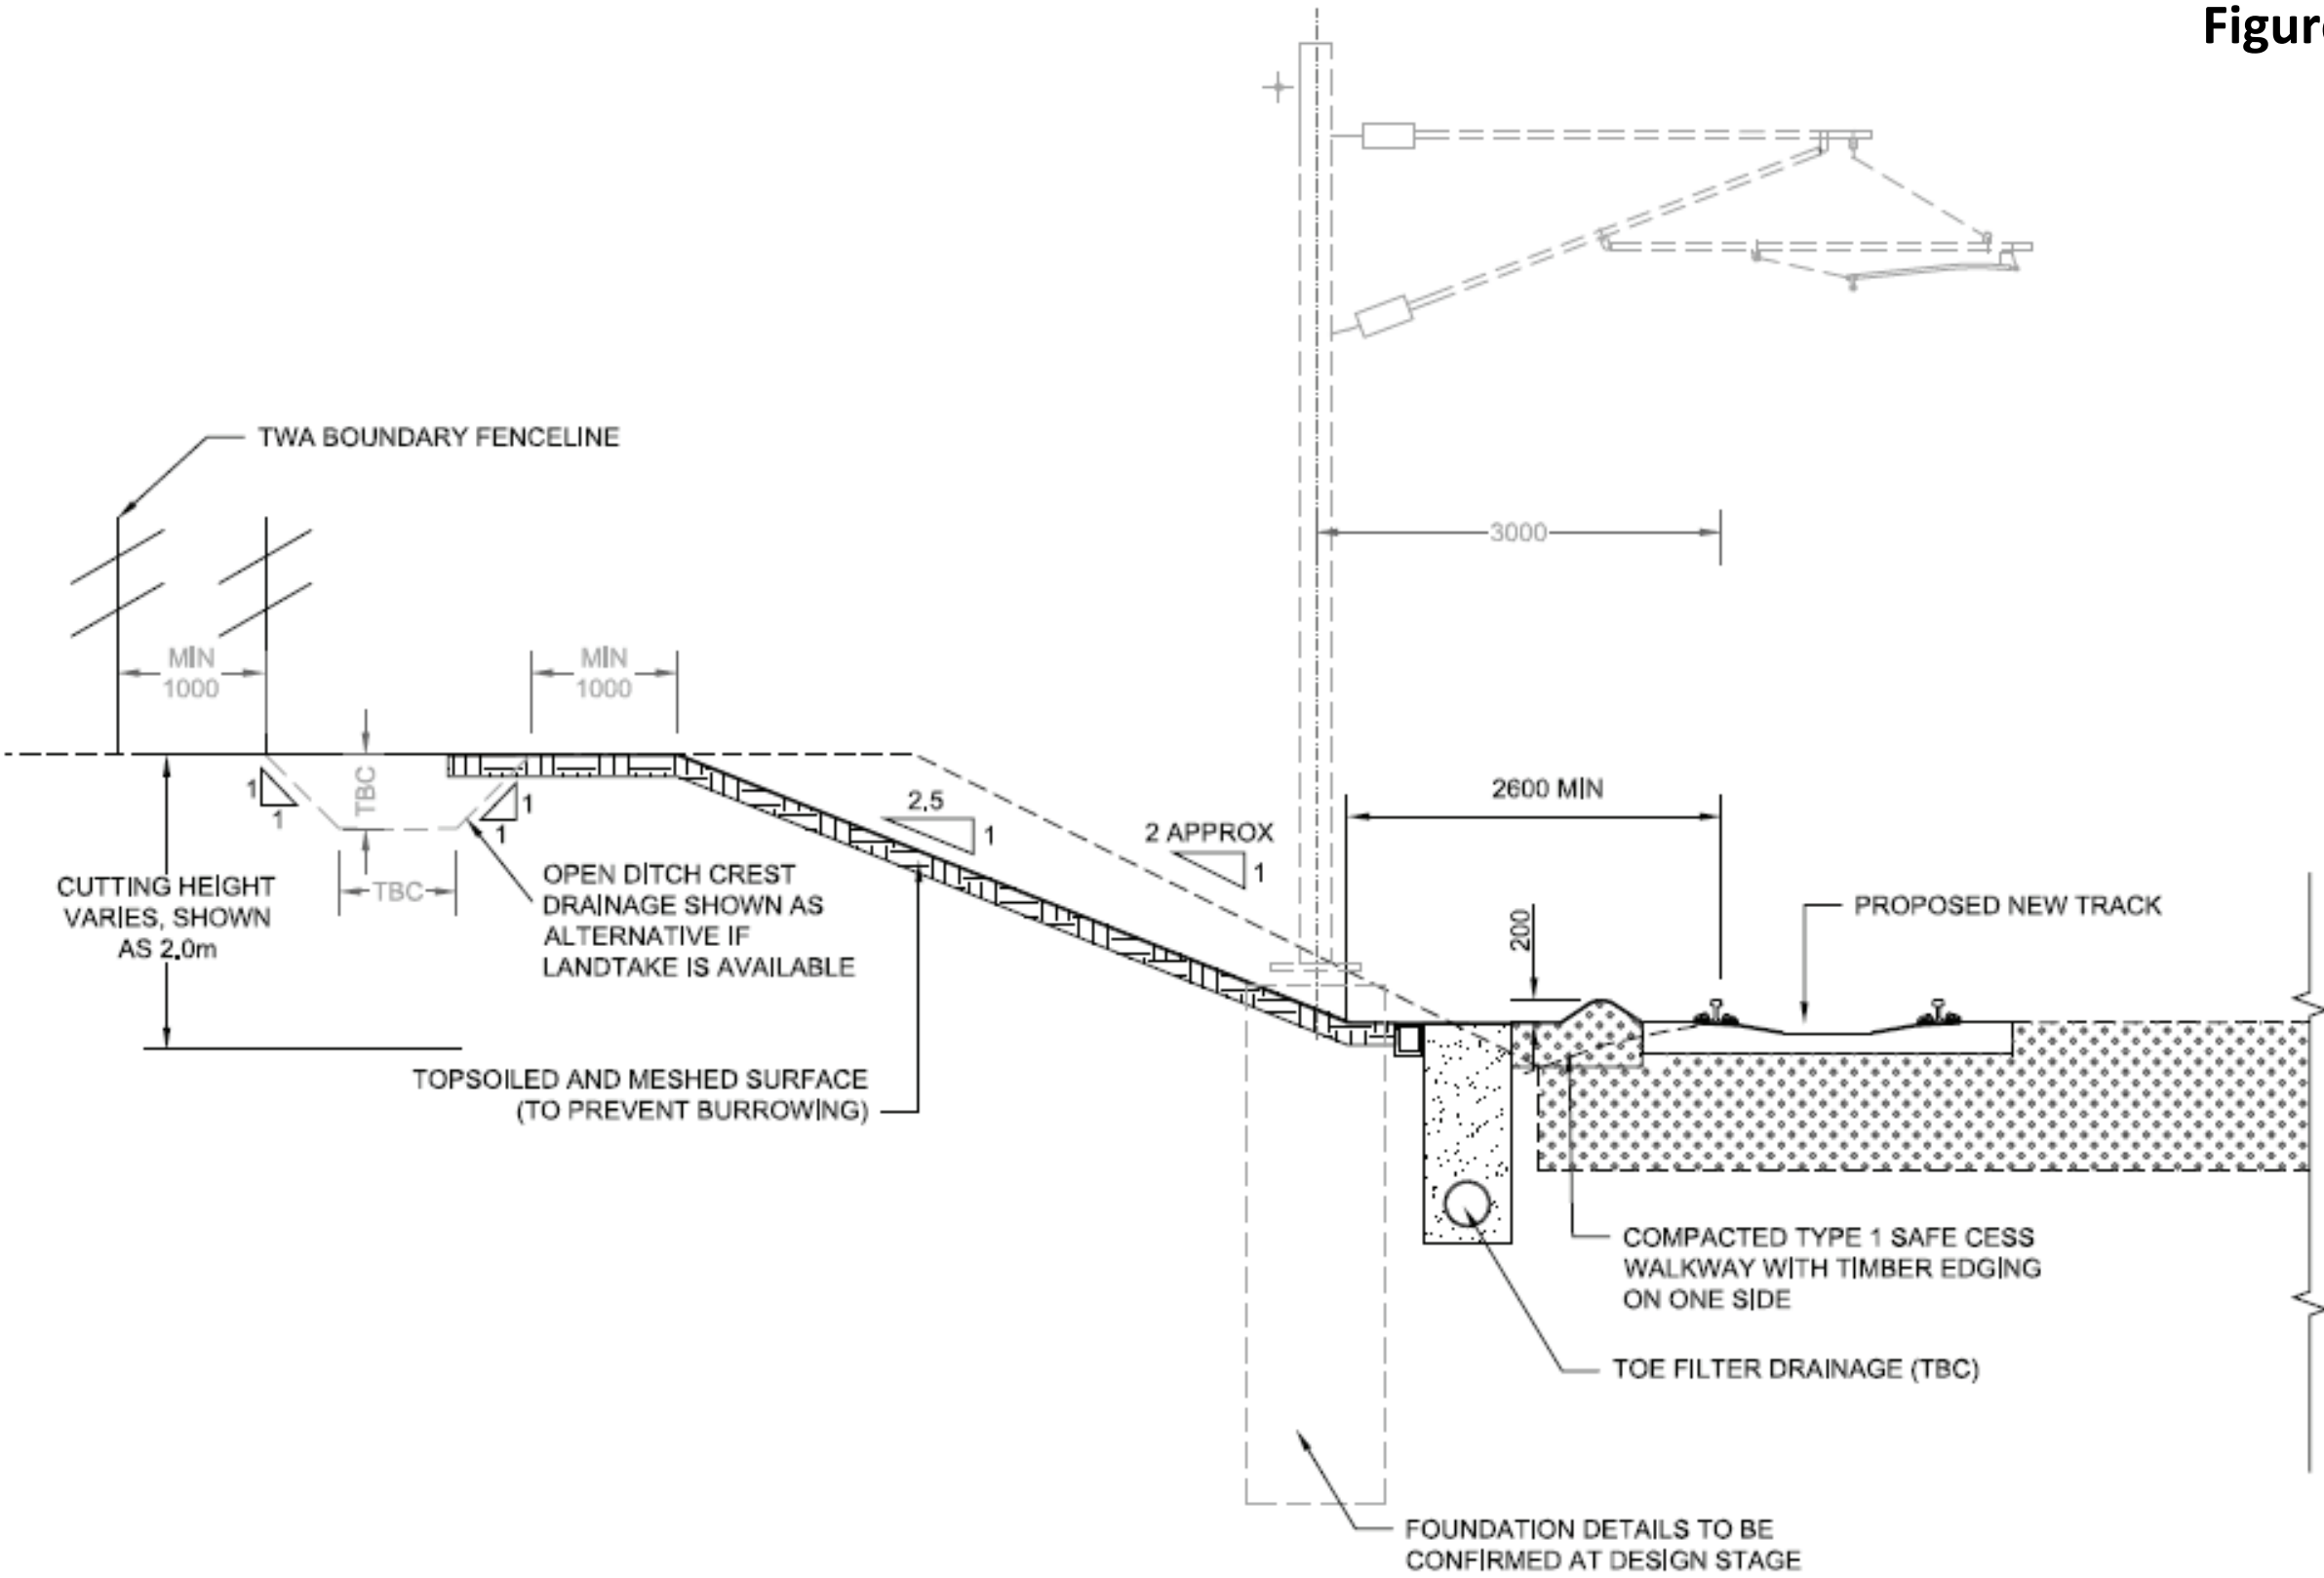 Figure
TWA BOUNDARY FENCELINE
3000
MIN
1000
MIN
1000
TBC
1
1
1
1
TBC
2.5
1
2 APPROX
1
2600 MIN
200
CUTTING HEIGHT
VARIES, SHOWN
AS 2.0m
OPEN DITCH CREST
DRAINAGE SHOWN AS
ALTERNATIVE IF
LANDTAKE IS AVAILABLE
PROPOSED NEW TRACK
TOPSOILED AND MESHED SURFACE
(TO PREVENT BURROWING)
COMPACTED TYPE 1 SAFE CESS
WALKWAY WITH TIMBER EDGING
ON ONE SIDE
TOE FILTER DRAINAGE (TBC)
FOUNDATION DETAILS TO BE
CONFIRMED AT DESIGN STAGE